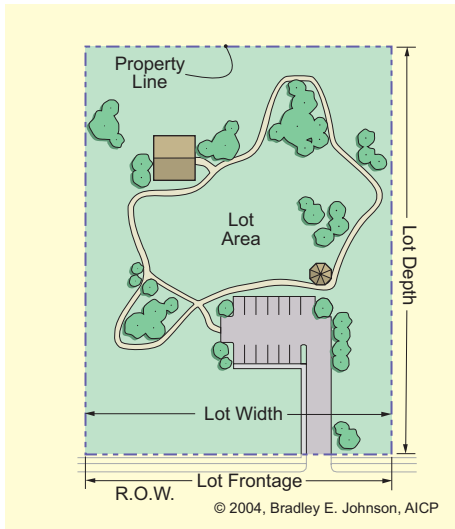 Property
Line
Lot
Area
Lot Depth
Lot Width
Lot Frontage
R.O.W.
© 2004, Bradley E. Johnson, AICP